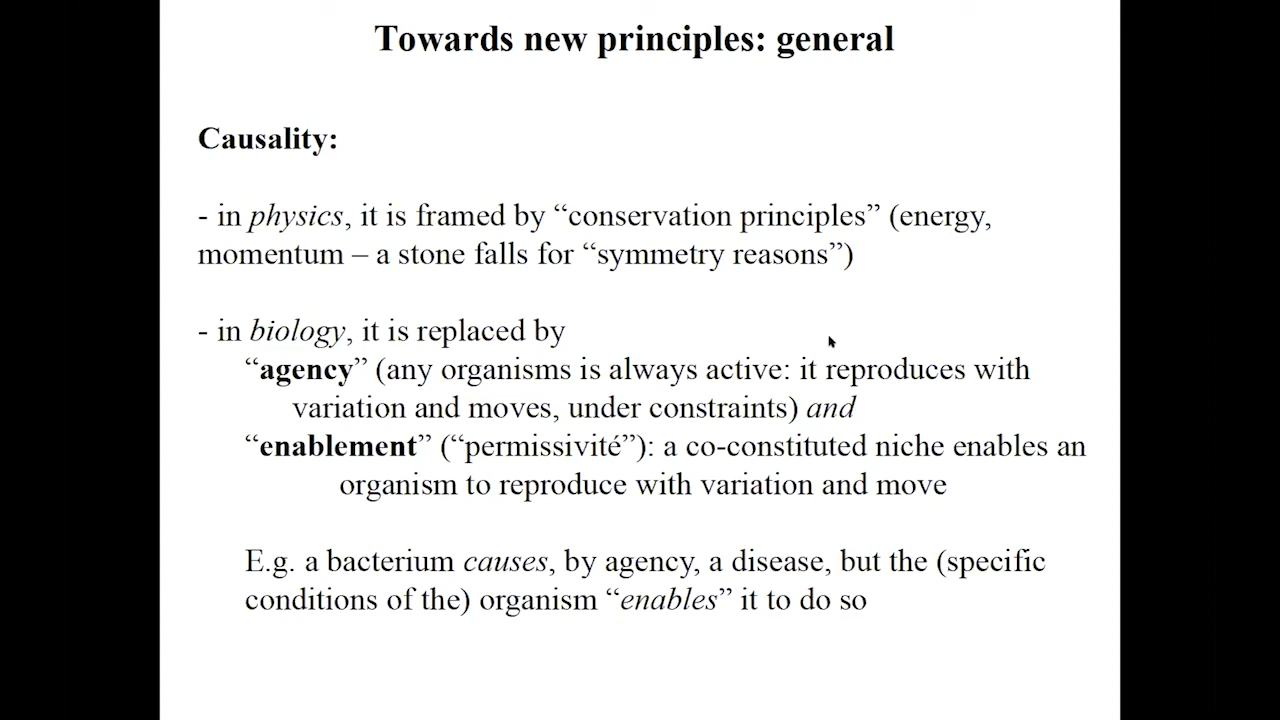 Towards new principles: general
Causality:
- in physics, it is framed by “conservation principles” (energy,
momentum – a stone falls for “symmetry reasons”)
- in biology, it is replaced by
“agency” (any organisms is always active: it reproduces with
variation and moves, under constraints) and
“enablement” (“permissivité”): a co-constituted niche enables an
organism to reproduce with variation and move
E.g. a bacterium causes, by agency, a disease, but the (specific
conditions of the) organism “enables” it to do so